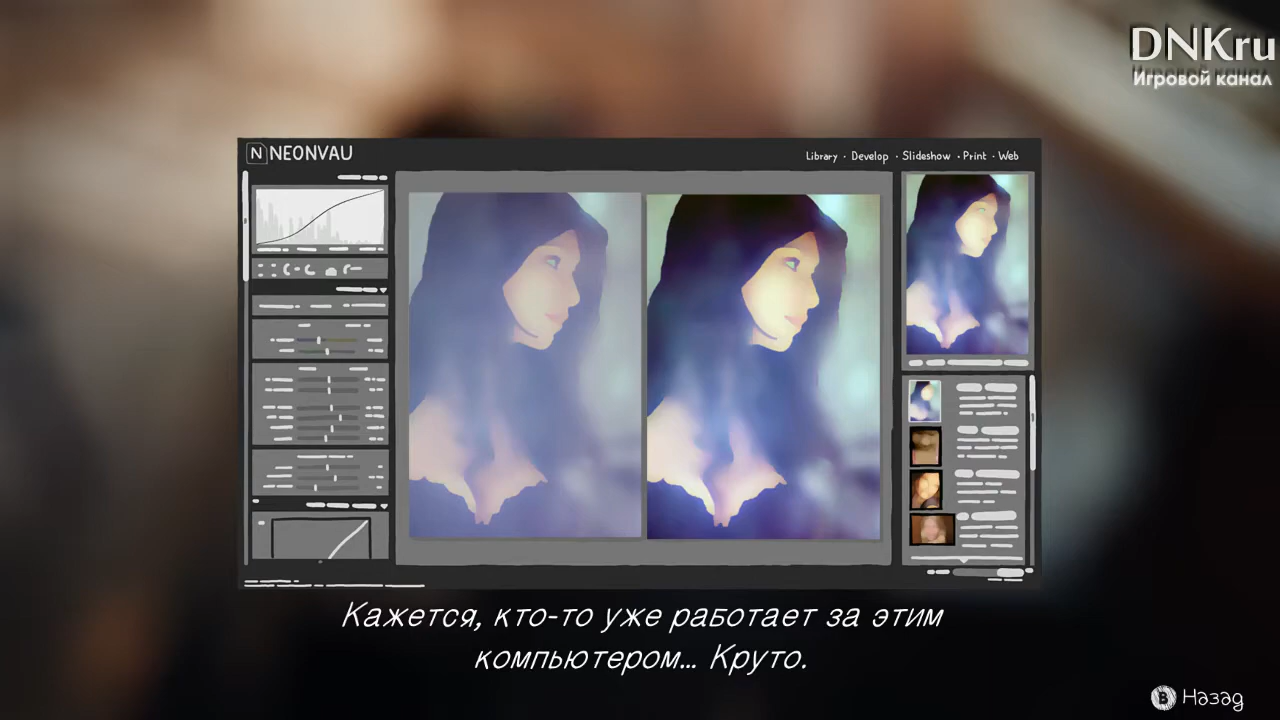 DNKru
Игровой канал
N NEONVAU
Library · Develop · Slideshow · Print · Web
Кажется, кто-то уже работает за этим
компьютером... Круто.
B Назад